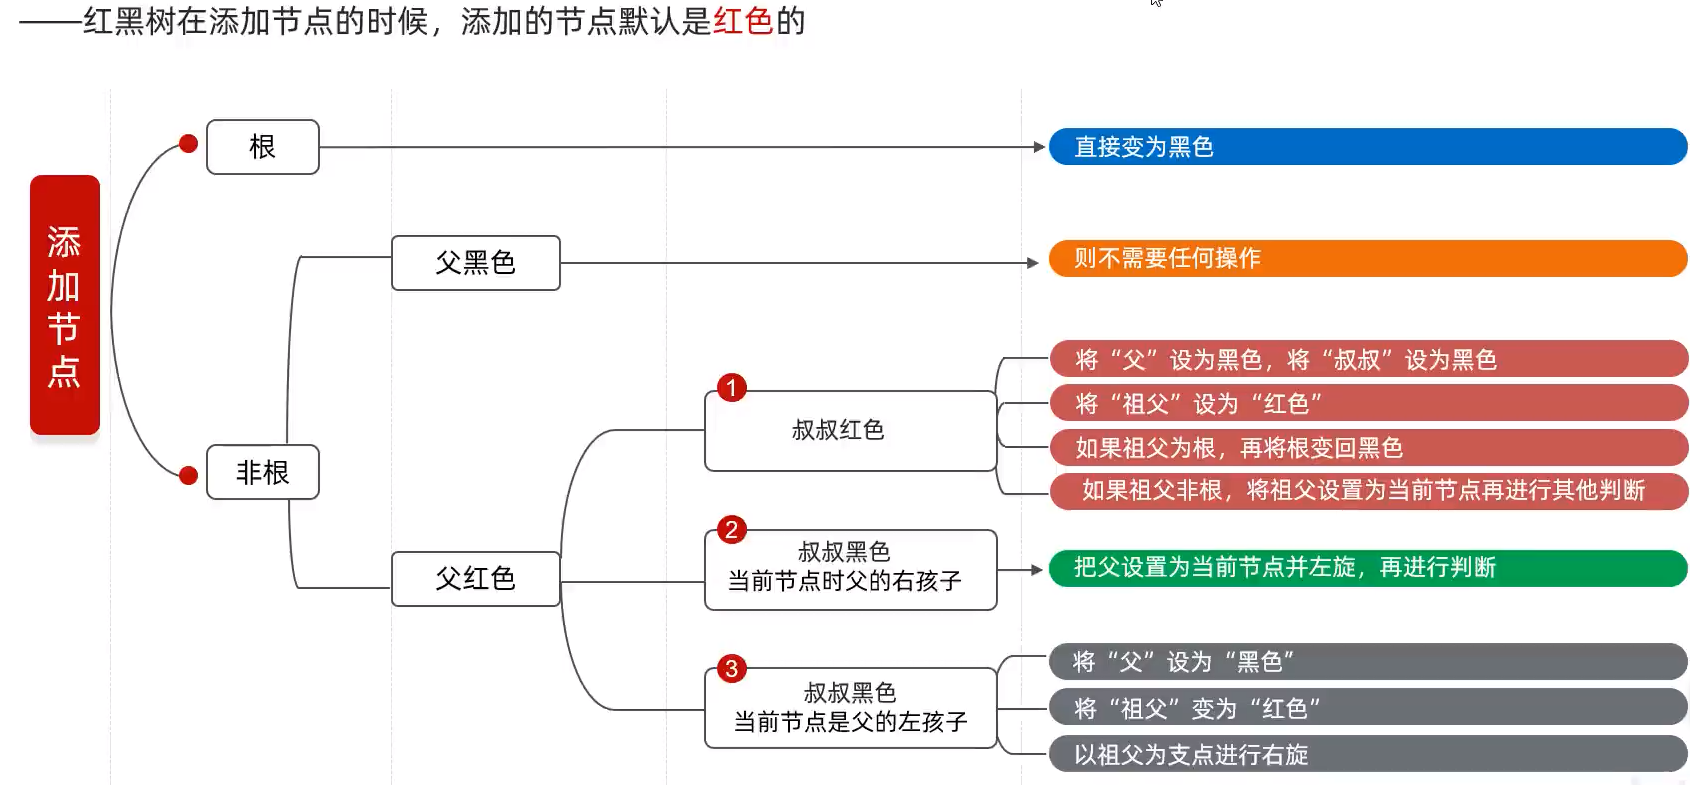 ——红黑树在添加节点的时候，添加的节点默认是红色的
添加节点
根
直接变为黑色
父黑色
则不需要任何操作
非根
父红色
1
叔叔红色
将“父”设为黑色，将“叔叔”设为黑色
将“祖父”设为“红色”
如果祖父为根，再将根变回黑色
如果祖父非根，将祖父设置为当前节点再进行其他判断
2
叔叔黑色
当前节点时父的右孩子
把父设置为当前节点并左旋，再进行判断
3
叔叔黑色
当前节点是父的左孩子
将“父”设为“黑色”
将“祖父”变为“红色”
以祖父为支点进行右旋